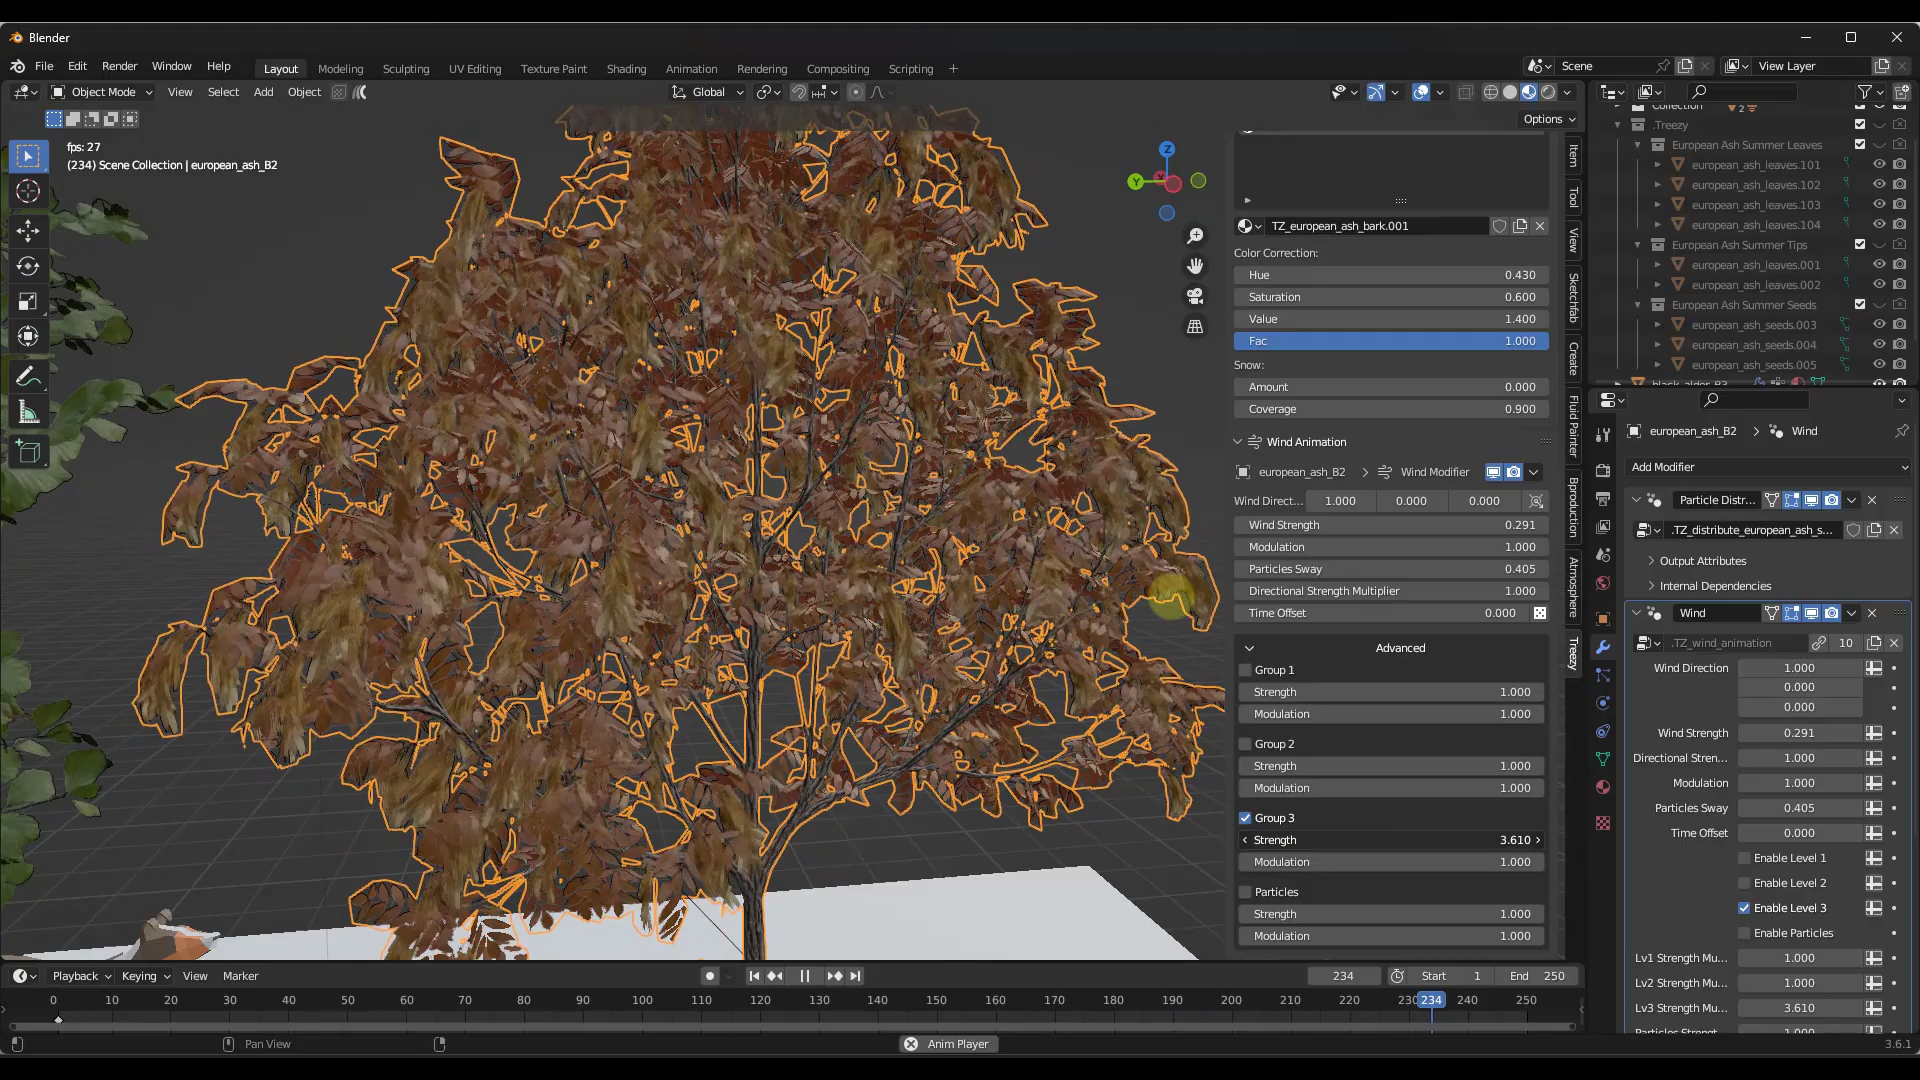 Blender
File Edit Render Window Help Layout Modeling Sculpting UV Editing Texture Paint Shading Animation Rendering Compositing Scripting + Scene View Layer
Object Mode View Select Add Object Global
Options
fps: 27
(234) Scene Collection | european_ash_B2
Z
Y
Item
Tool
View
Sketchfab
Create
Fluid Painter
Bproduction
Atmosphere
Treezy
TZ_european_ash_bark.001
Color Correction:
Hue 0.430
Saturation 0.600
Value 1.400
Fac 1.000
Snow:
Amount 0.000
Coverage 0.900
Wind Animation
european_ash_B2 Wind Modifier
Wind Direct... 1.000 0.000 0.000
Wind Strength 0.291
Modulation 1.000
Particles Sway 0.405
Directional Strength Multiplier 1.000
Time Offset 0.000
Advanced
Group 1
Strength 1.000
Modulation 1.000
Group 2
Strength 1.000
Modulation 1.000
Group 3
Strength 3.610
Modulation 1.000
Particles
Strength 1.000
Modulation 1.000
Collection 2
.Treezy
European Ash Summer Leaves
european_ash_leaves.101
european_ash_leaves.102
european_ash_leaves.103
european_ash_leaves.104
European Ash Summer Tips
european_ash_leaves.001
european_ash_leaves.002
European Ash Summer Seeds
european_ash_seeds.003
european_ash_seeds.004
european_ash_seeds.005
black_alder_B3
european_ash_B2 Wind
Add Modifier
Particle Distr...
.TZ_distribute_european_ash_s...
Output Attributes
Internal Dependencies
Wind
.TZ_wind_animation 10
Wind Direction 1.000
0.000
0.000
Wind Strength 0.291
Directional Stren... 1.000
Modulation 1.000
Particles Sway 0.405
Time Offset 0.000
Enable Level 1
Enable Level 2
Enable Level 3
Enable Particles
Lv1 Strength Mu... 1.000
Lv2 Strength Mu... 1.000
Lv3 Strength Mu... 3.610
Particles Strengt... 1.000
Playback Keying View Marker 234 Start 1 End 250
0 10 20 30 40 50 60 70 80 90 100 110 120 130 140 150 160 170 180 190 200 210 220 230 234 240 250
Pan View Anim Player 3.6.1